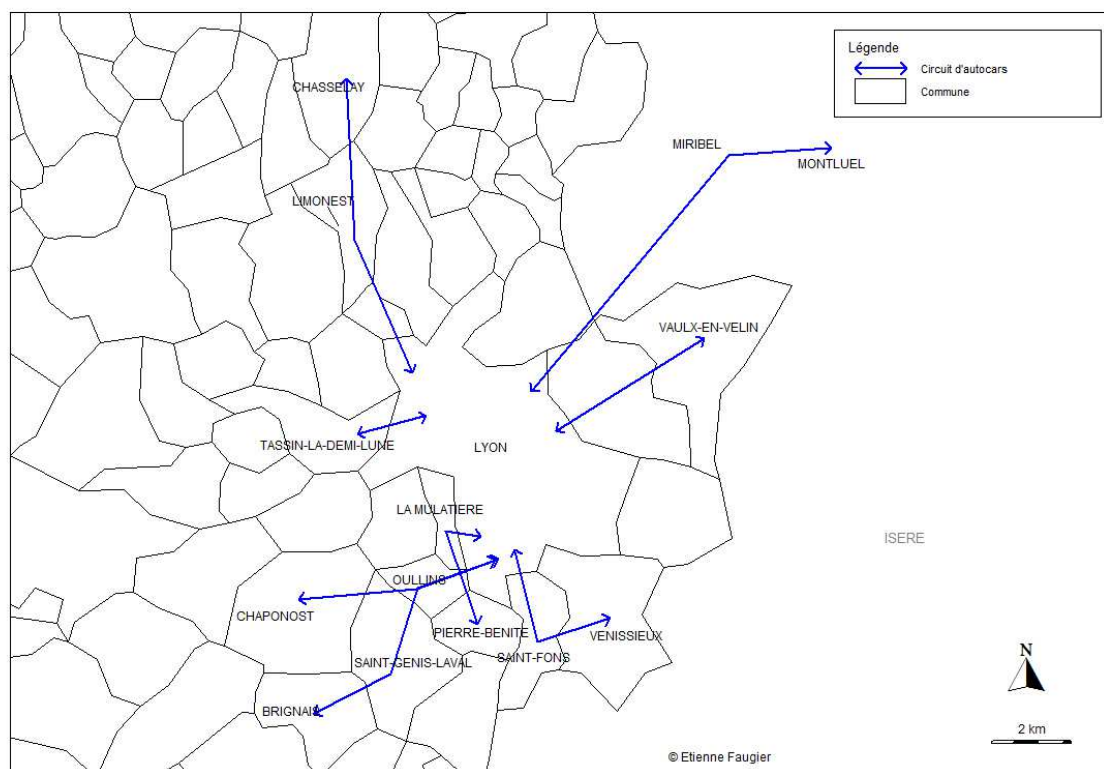 Légende
Circuit d'autocars
Commune
CHASSELAY
MIRIBEL
MONTLUEL
LIMONEST
VAULX-EN-VELIN
TASSIN-LA-DEMI-LUNE
LYON
LA MULATIERE
ISERE
OULLINS
CHAPONOST
PIERRE-BENITE
VENISSIEUX
SAINT-FONS
SAINT-GENIS-LAVAL
BRIGNAIS
N
2 km
© Etienne Faugier